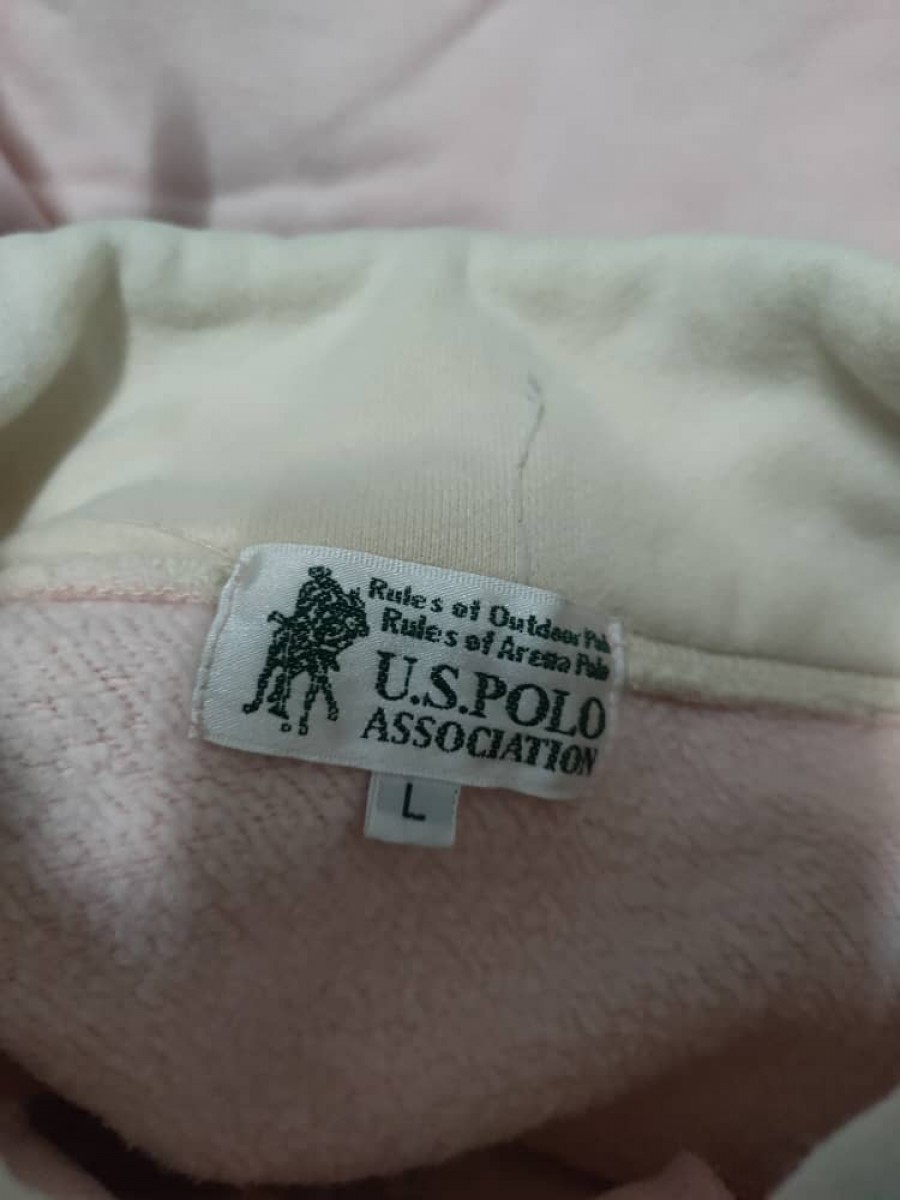 Rules of Outdoor Polo
Rules of Arena Polo
U.S.POLO
ASSOCIATION
L